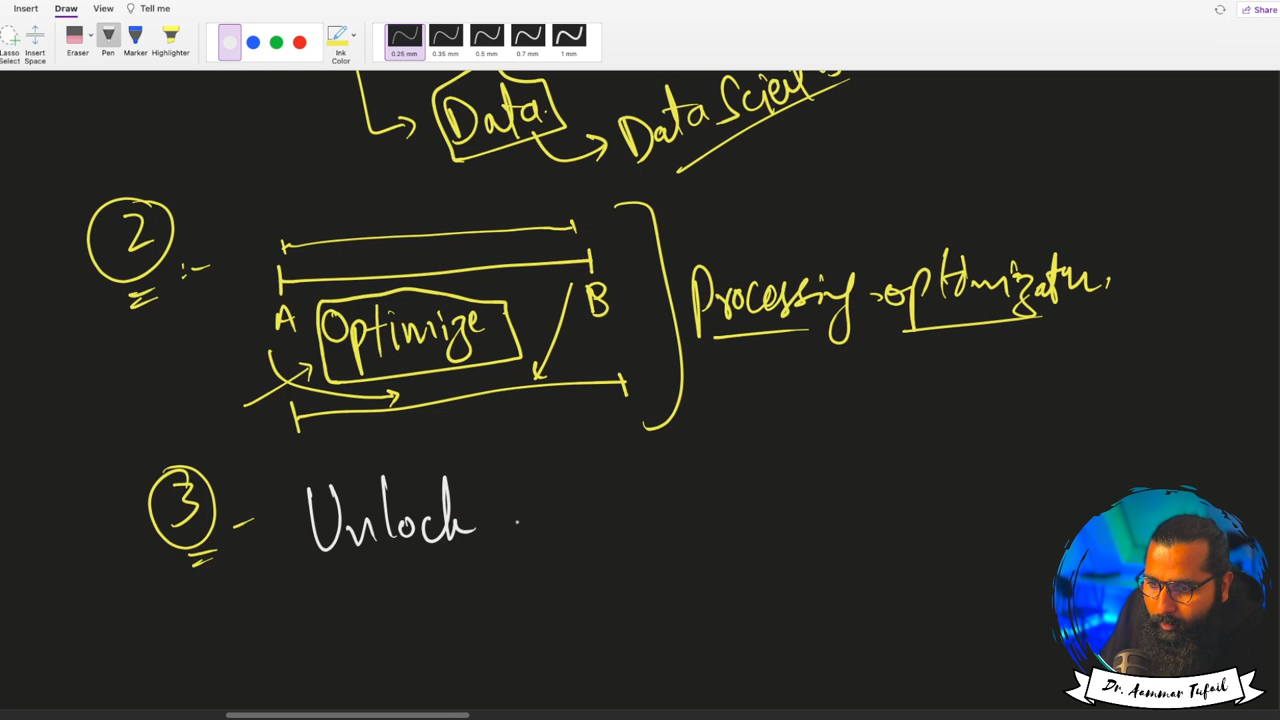 Insert Draw View Tell me
Share
Lasso Select
Insert Space
Eraser
Pen
Marker
Highlighter
Ink Color
0.25 mm
0.35 mm
0.5 mm
0.7 mm
1 mm
Data. Data
2 :-
A B
Optimize
Processing optimization.
3 - Unlock
Dr. Aammar Tufail